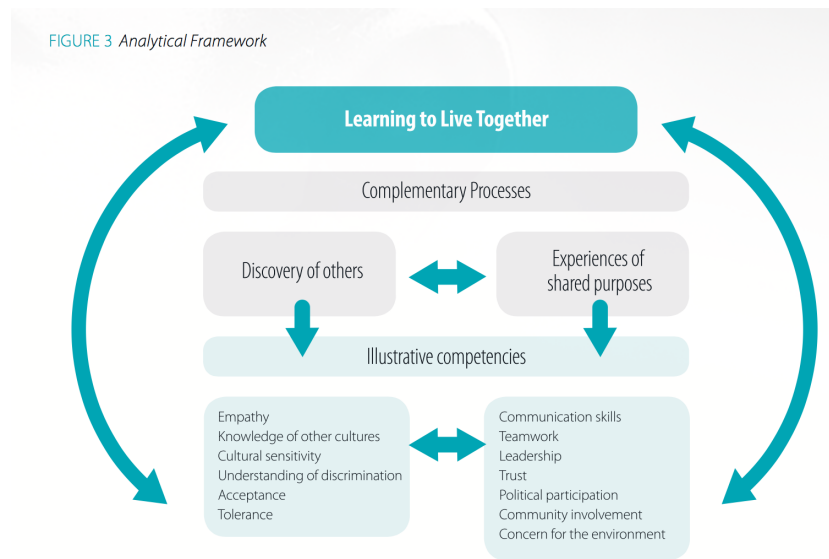 FIGURE 3 Analytical Framework
Learning to Live Together
Complementary Processes
Discovery of others
Experiences of
shared purposes
Illustrative competencies
Empathy
Knowledge of other cultures
Cultural sensitivity
Understanding of discrimination
Acceptance
Tolerance
Communication skills
Teamwork
Leadership
Trust
Political participation
Community involvement
Concern for the environment